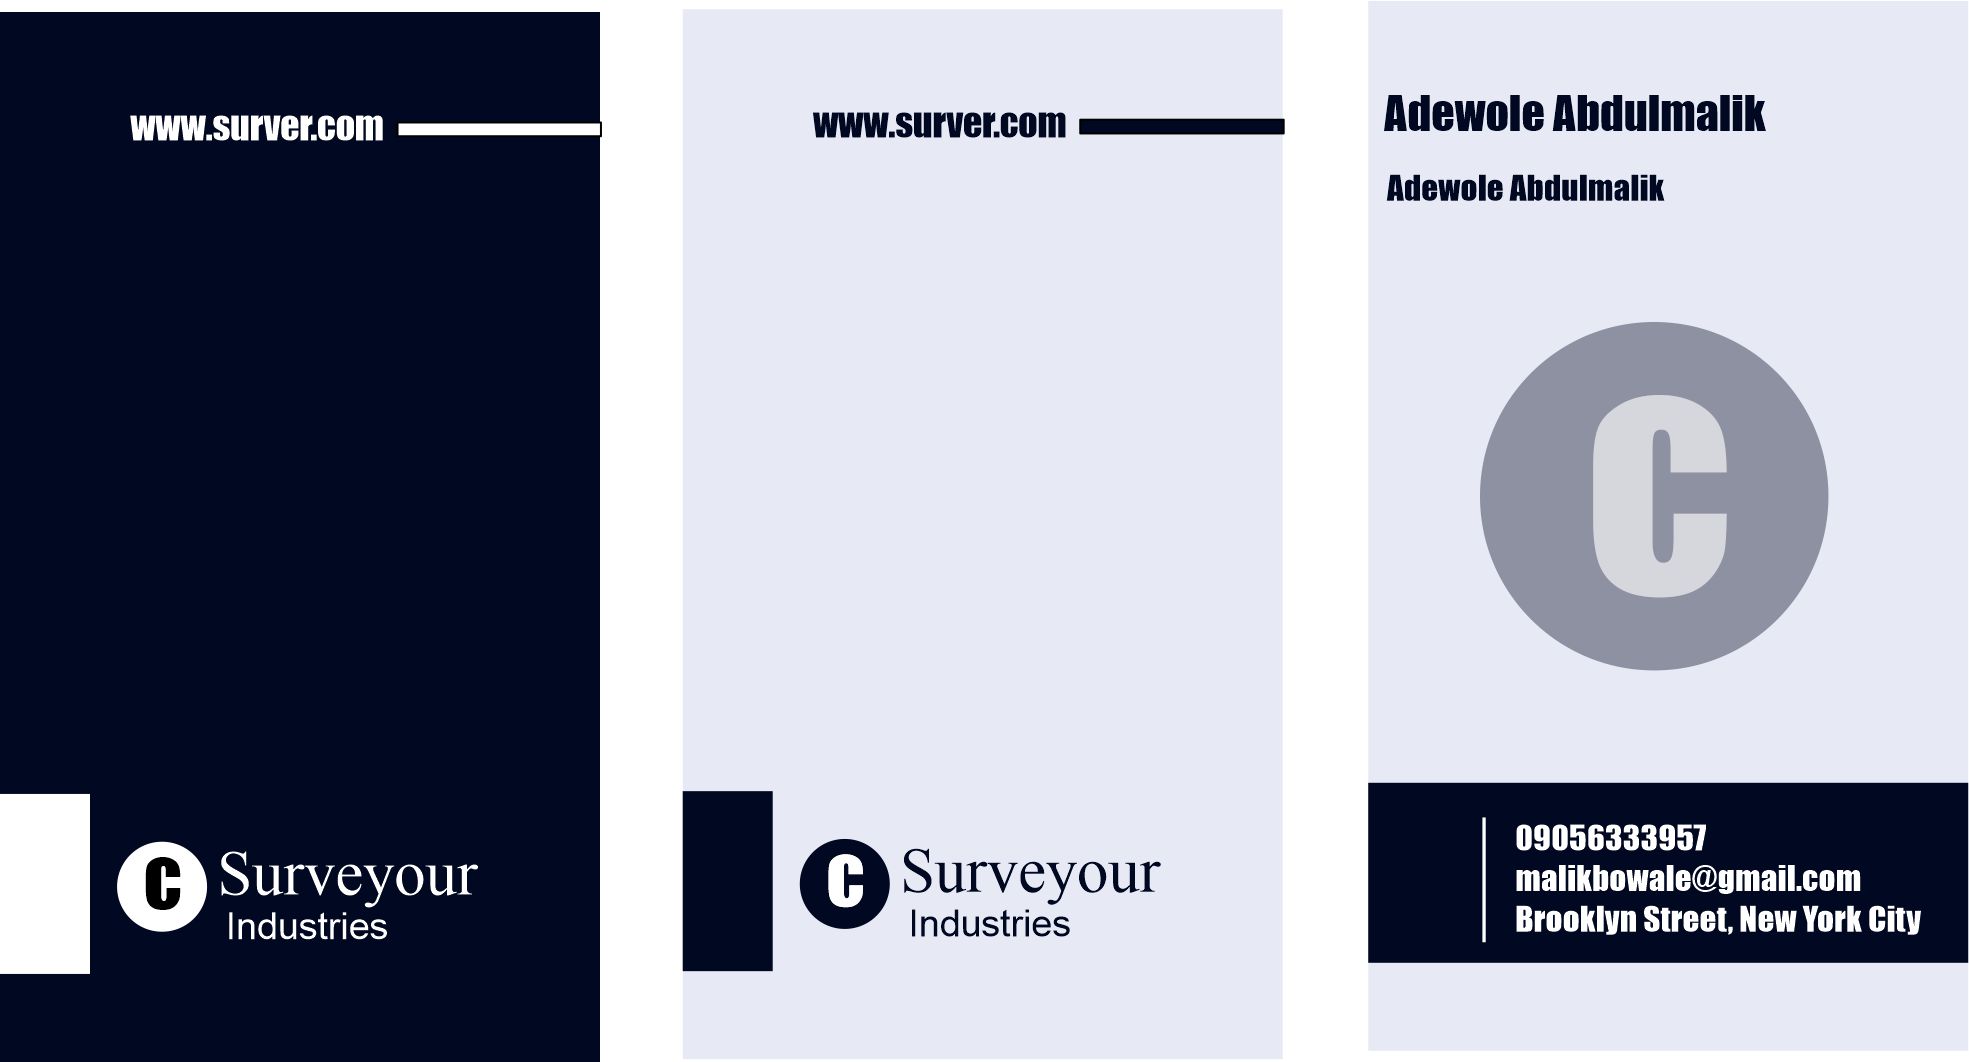 www.surver.com
C
Surveyour
Industries
www.surver.com
C
Surveyour
Industries
Adewole Abdulmalik
Adewole Abdulmalik
C
09056333957
malikbowale@gmail.com
Brooklyn Street, New York City